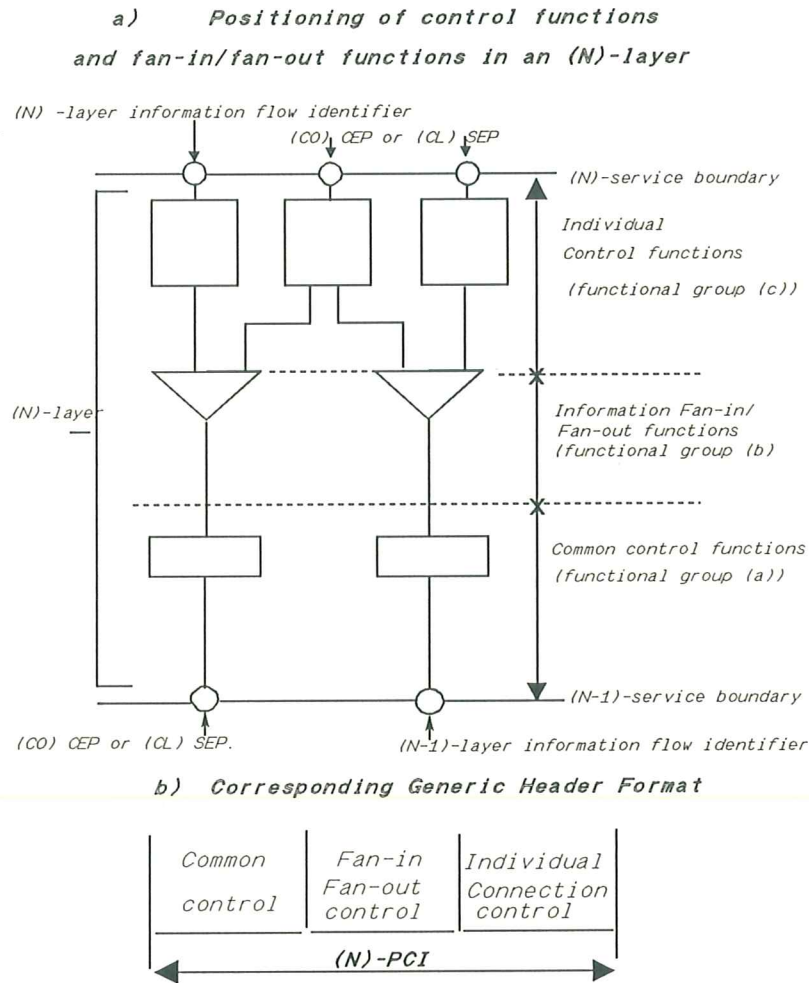 a) Positioning of control functions
and fan-in/fan-out functions in an (N)-layer
(N) -layer information flow identifier
(CO) CEP or (CL) SEP
(N)-service boundary
Individual
Control functions
(functional group (c))
(N)-layer
Information Fan-in/
Fan-out functions
(functional group (b)
Common control functions
(functional group (a))
(N-1)-service boundary
(CO) CEP or (CL) SEP.
(N-1)-layer information flow identifier
b) Corresponding Generic Header Format
Common
control
Fan-in
Fan-out
control
Individual
Connection
control
(N)-PCI